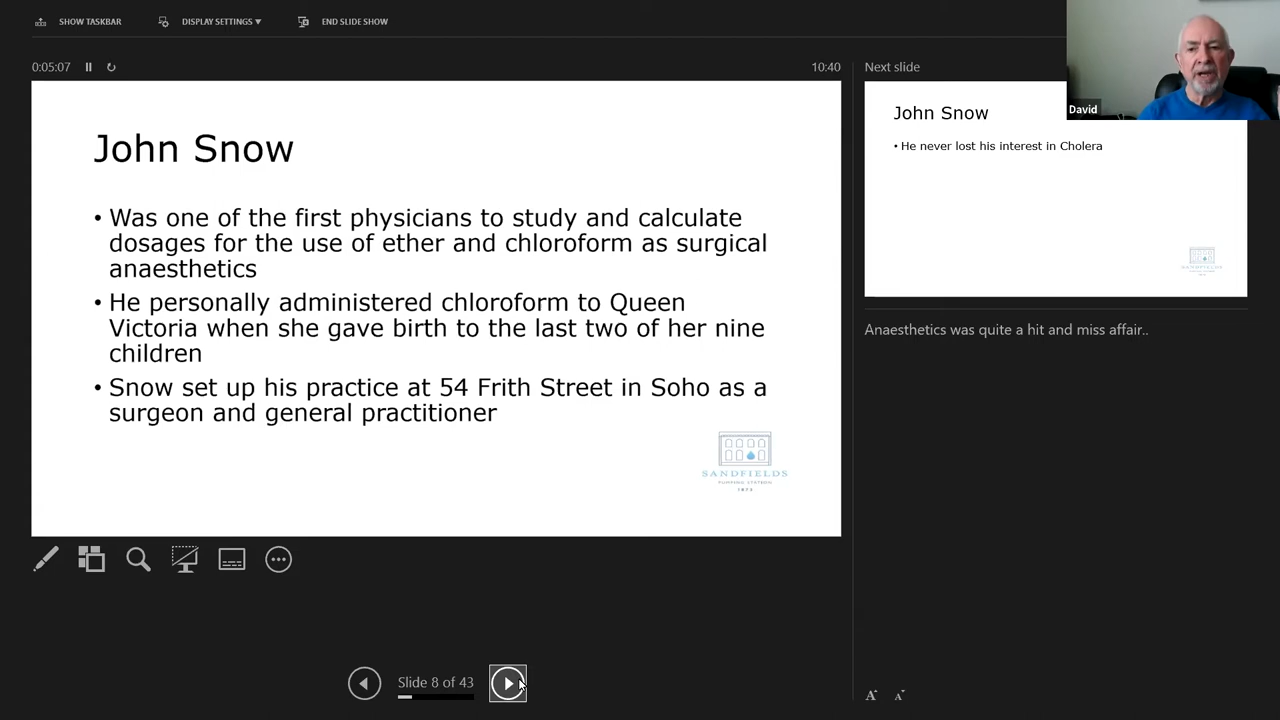 SHOW TASKBAR
DISPLAY SETTINGS ▼
END SLIDE SHOW
0:05:07
10:40
John Snow
• Was one of the first physicians to study and calculate
dosages for the use of ether and chloroform as surgical
anaesthetics
• He personally administered chloroform to Queen
Victoria when she gave birth to the last two of her nine
children
• Snow set up his practice at 54 Frith Street in Soho as a
surgeon and general practitioner
SANDFIELDS
PUMPING STATION
1873
Slide 8 of 43
Next slide
John Snow
• He never lost his interest in Cholera
Anaesthetics was quite a hit and miss affair..
David
A
A